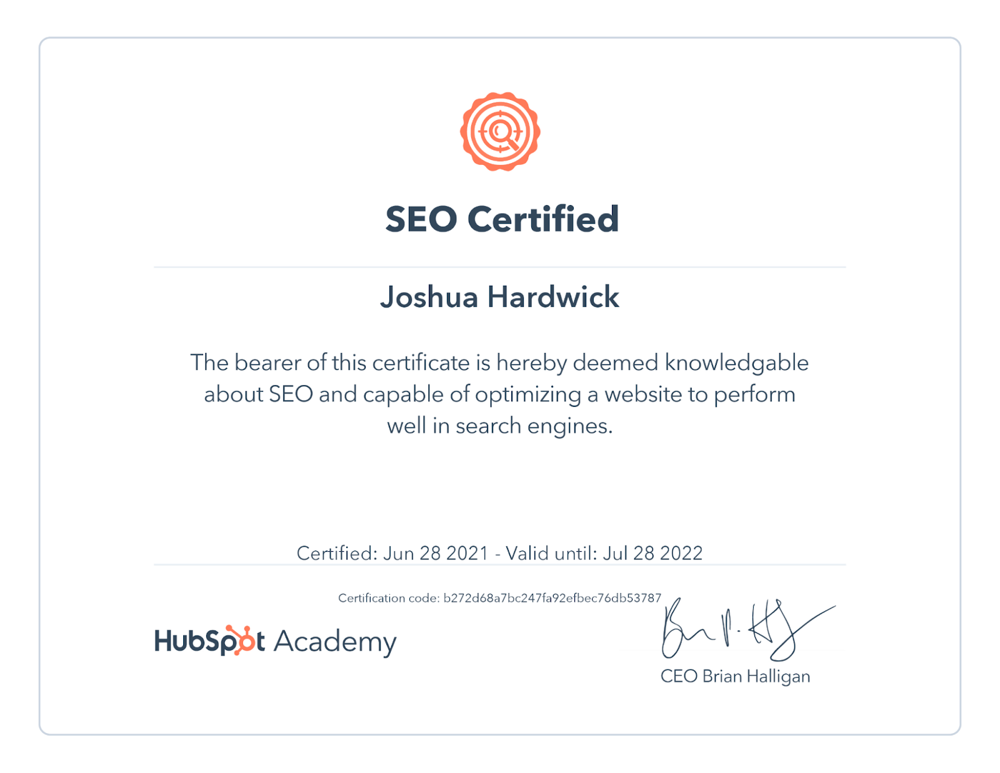 SEO Certified
Joshua Hardwick
The bearer of this certificate is hereby deemed knowledgable
about SEO and capable of optimizing a website to perform
well in search engines.
Certified: Jun 28 2021 - Valid until: Jul 28 2022
Certification code: b272d68a7bc247fa92efbec76db53787
HubSpot Academy
CEO Brian Halligan